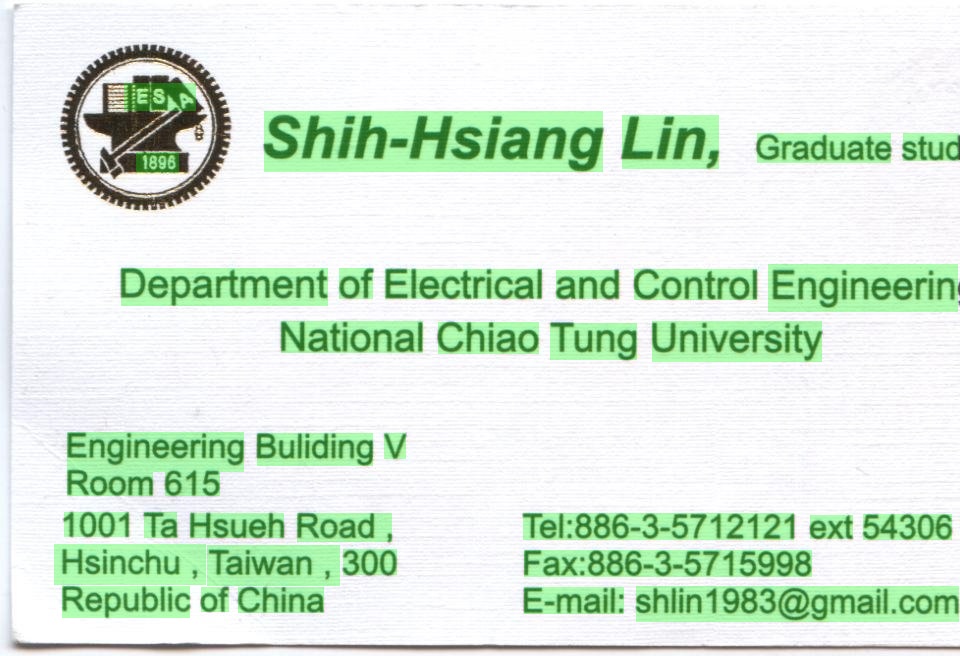 ESA
1896
Shih-Hsiang Lin, Graduate stud
Department of Electrical and Control Engineering
National Chiao Tung University
Engineering Buliding V
Room 615
1001 Ta Hsueh Road ,
Hsinchu , Taiwan , 300
Republic of China
Tel:886-3-5712121 ext 54306
Fax:886-3-5715998
E-mail: shlin1983@gmail.com